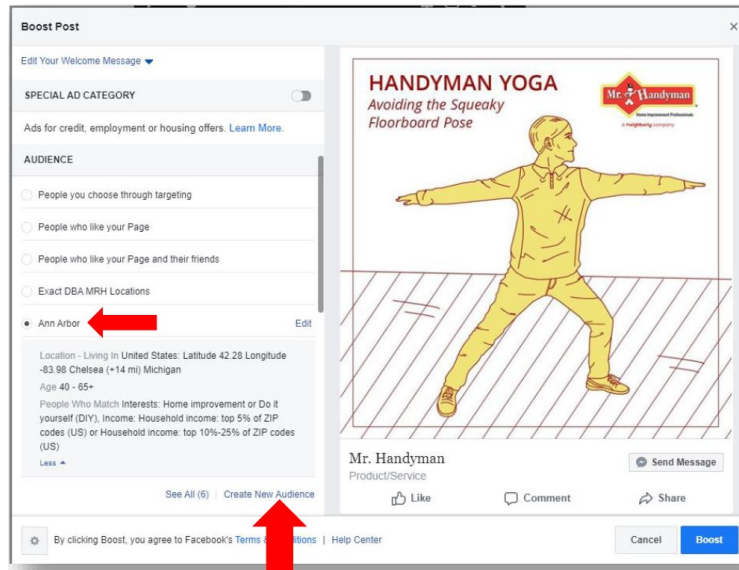 Boost Post
×
Edit Your Welcome Message
SPECIAL AD CATEGORY
Ads for credit, employment or housing offers. Learn More.
AUDIENCE
People you choose through targeting
People who like your Page
People who like your Page and their friends
Exact DBA MRH Locations
Ann Arbor
Edit
Location - Living In United States: Latitude 42.28 Longitude
-83.98 Chelsea (+14 mi) Michigan
Age 40 - 65+
People Who Match Interests: Home improvement or Do it
yourself (DIY), Income: Household income: top 5% of ZIP
codes (US) or Household income: top 10%-25% of ZIP codes
(US)
Less
See All (6) | Create New Audience
By clicking Boost, you agree to Facebook's Terms & | Help Center
HANDYMAN YOGA
Avoiding the Squeaky
Floorboard Pose
Mr. Handyman
Home Improvement Professionals
a neighborly company
Mr. Handyman
Product/Service
Send Message
Like
Comment
Share
Cancel
Boost